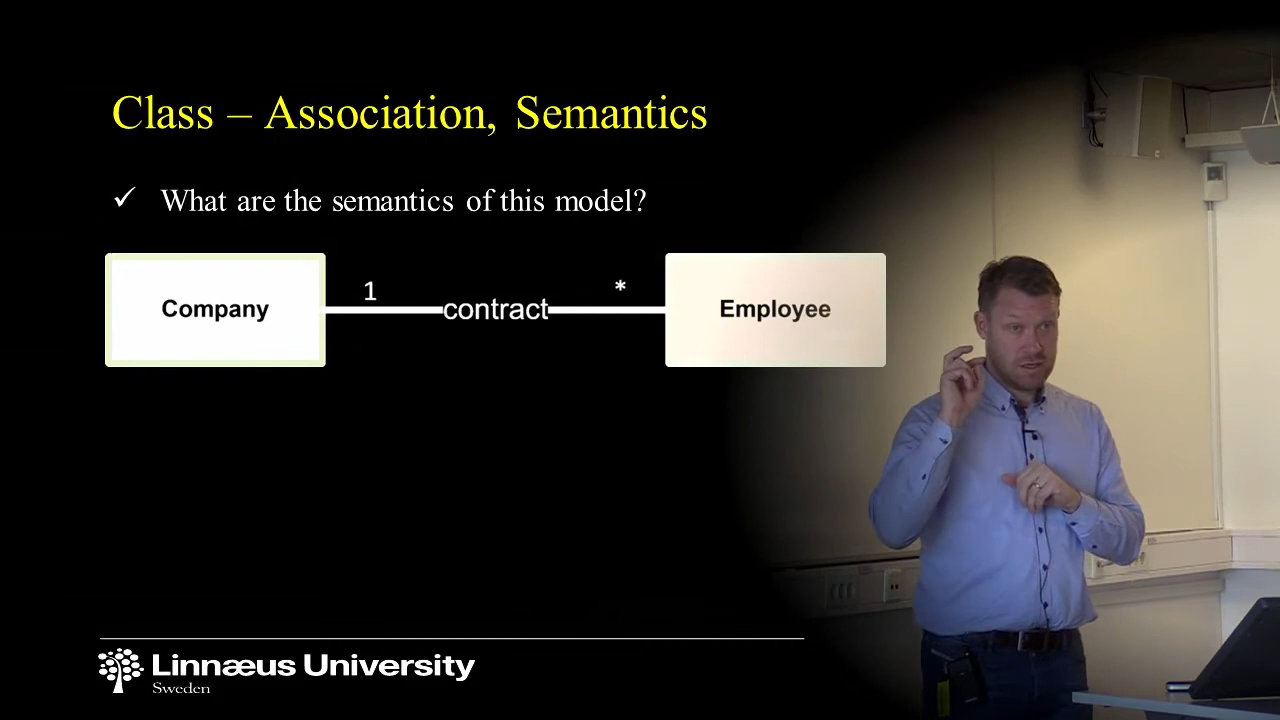 Class – Association, Semantics
✓ What are the semantics of this model?
Company 1 contract * Employee
Linnæus University
Sweden